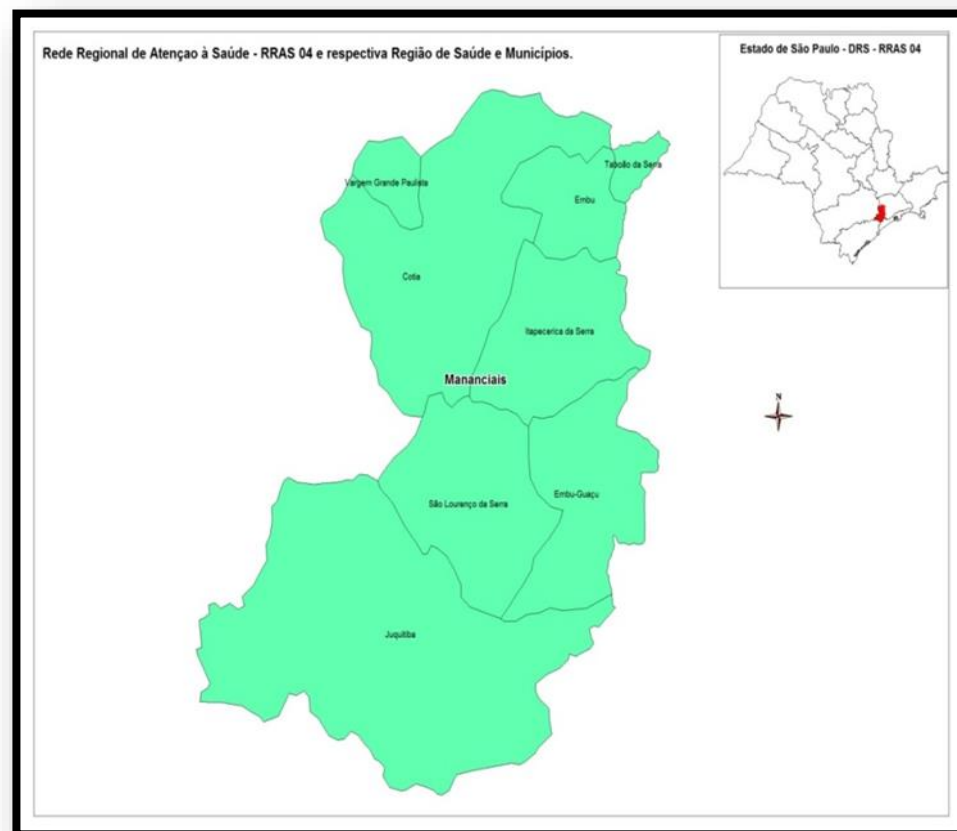 Rede Regional de Atençao à Saúde - RRAS 04 e respectiva Região de Saúde e Municípios.
Estado de São Paulo - DRS - RRAS 04
Taboão da Serra
Vargem Grande Paulista
Embu
Cotia
Itapecerica da Serra
Mananciais
N
São Lourenço da Serra
Embu-Guaçu
Juquitiba